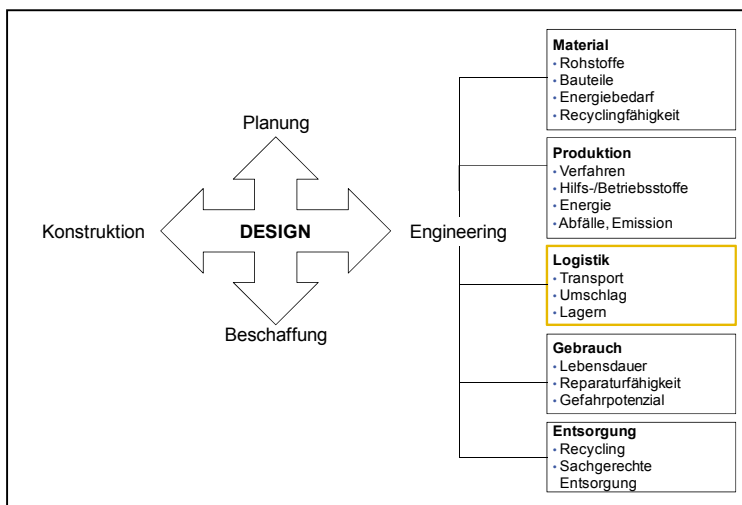 Planung
Konstruktion
DESIGN
Engineering
Beschaffung
Material
• Rohstoffe
• Bauteile
• Energiebedarf
• Recyclingfähigkeit
Produktion
• Verfahren
• Hilfs-/Betriebsstoffe
• Energie
• Abfälle, Emission
Logistik
• Transport
• Umschlag
• Lagern
Gebrauch
• Lebensdauer
• Reparaturfähigkeit
• Gefahrpotenzial
Entsorgung
• Recycling
• Sachgerechte
Entsorgung